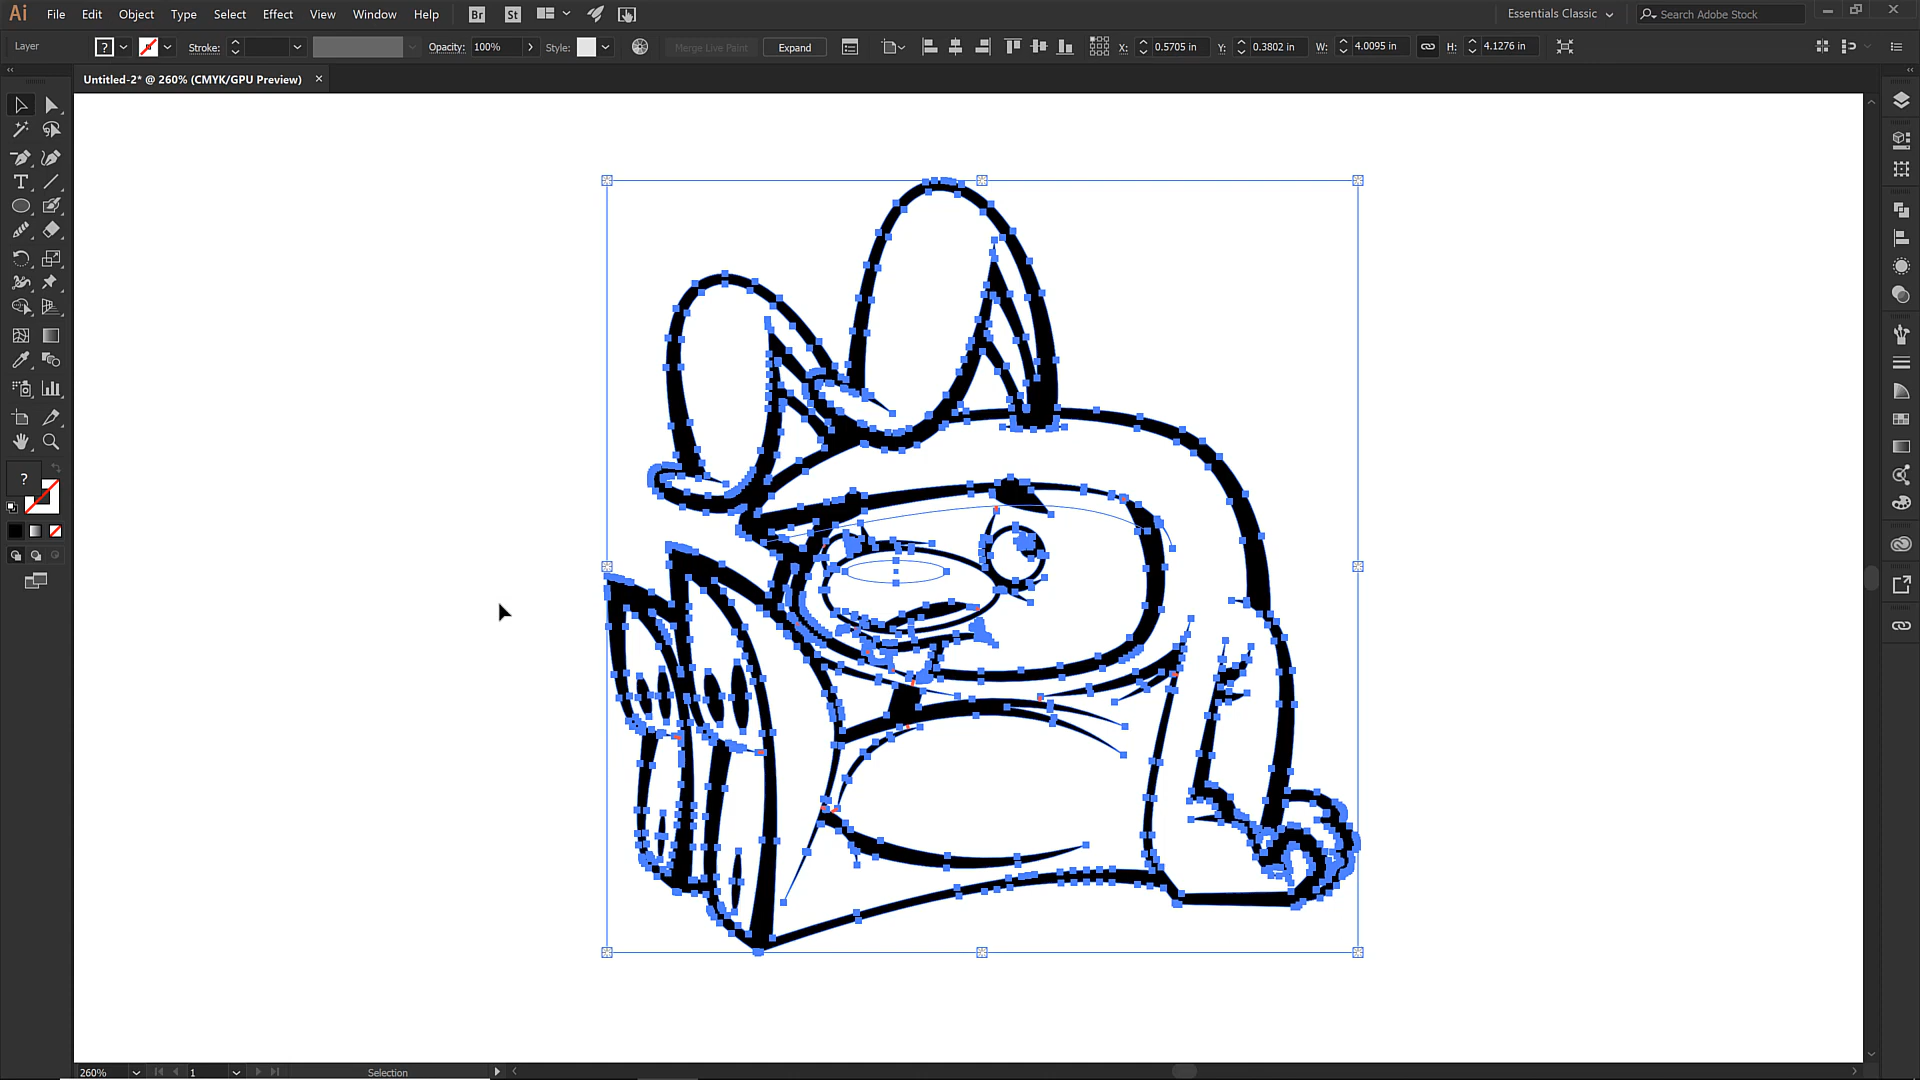 Ai File Edit Object Type Select Effect View Window Help Br St Essentials Classic Search Adobe Stock
Layer ? Stroke: Opacity: 100% Style: Merge Live Paint Expand X: 0.5705 in Y: 0.3802 in W: 4.0095 in H: 4.1276 in
Untitled-2* @ 260% (CMYK/GPU Preview) ×
T
?
260% 1 Selection